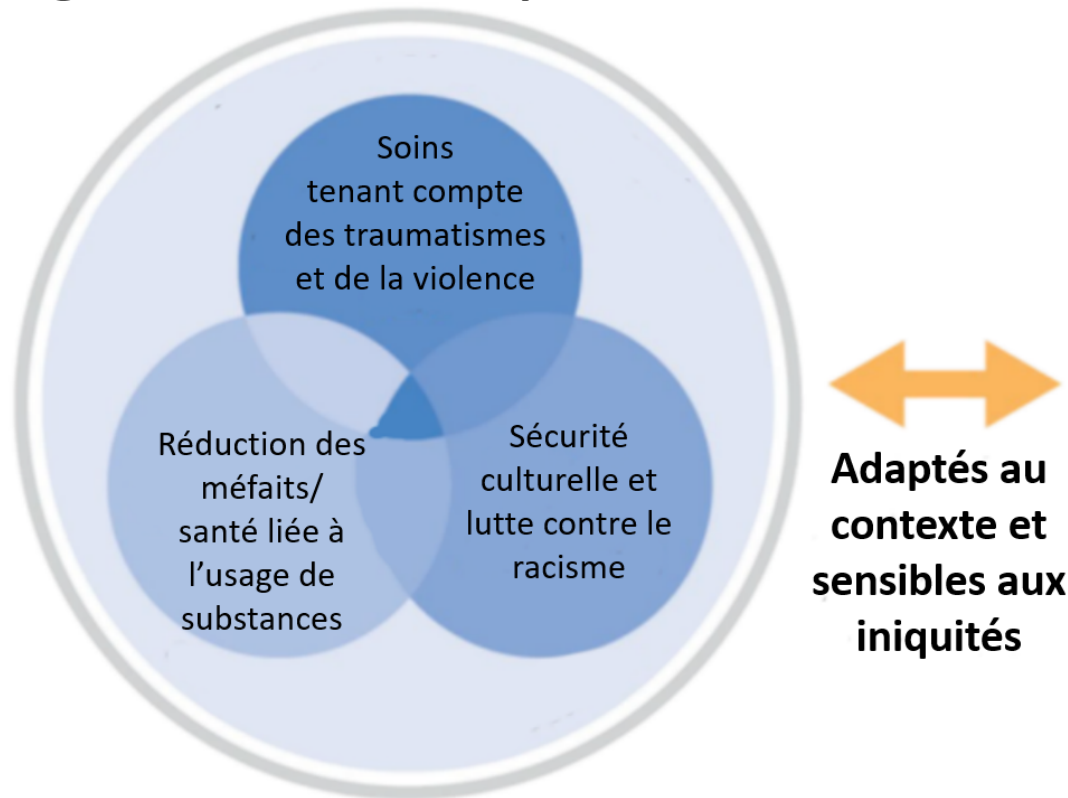 Soins
tenant compte
des traumatismes
et de la violence
Réduction des
méfaits/
santé liée à
l'usage de
substances
Sécurité
culturelle et
lutte contre le
racisme
Adaptés au
contexte et
sensibles aux
iniquités